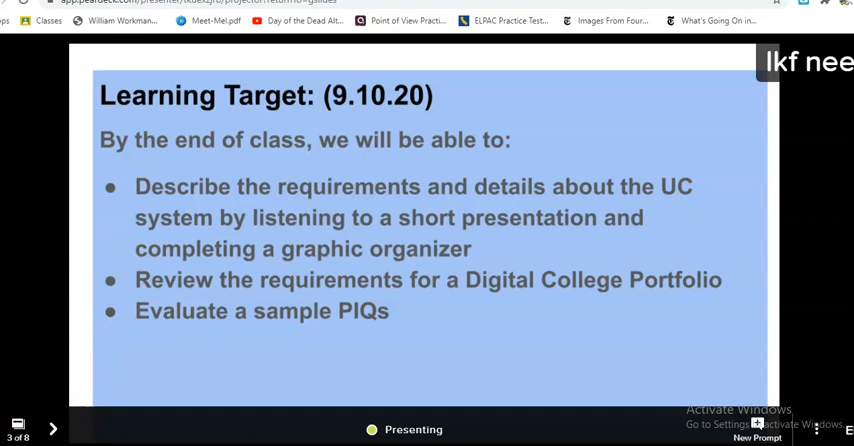 Classes
William Workman...
Meet-Mel.pdf
Day of the Dead Alt...
Point of View Practi...
ELPAC Practice Test...
Images From Four...
What's Going On in...
lkf nee
Learning Target: (9.10.20)
By the end of class, we will be able to:
● Describe the requirements and details about the UC
system by listening to a short presentation and
completing a graphic organizer
● Review the requirements for a Digital College Portfolio
● Evaluate a sample PIQs
Activate Windows
Go to Settings to activate Windows.
3 of 8
Presenting
New Prompt